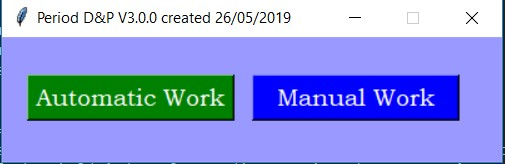 Period D&P V3.0.0 created 26/05/2019
Automatic Work
Manual Work